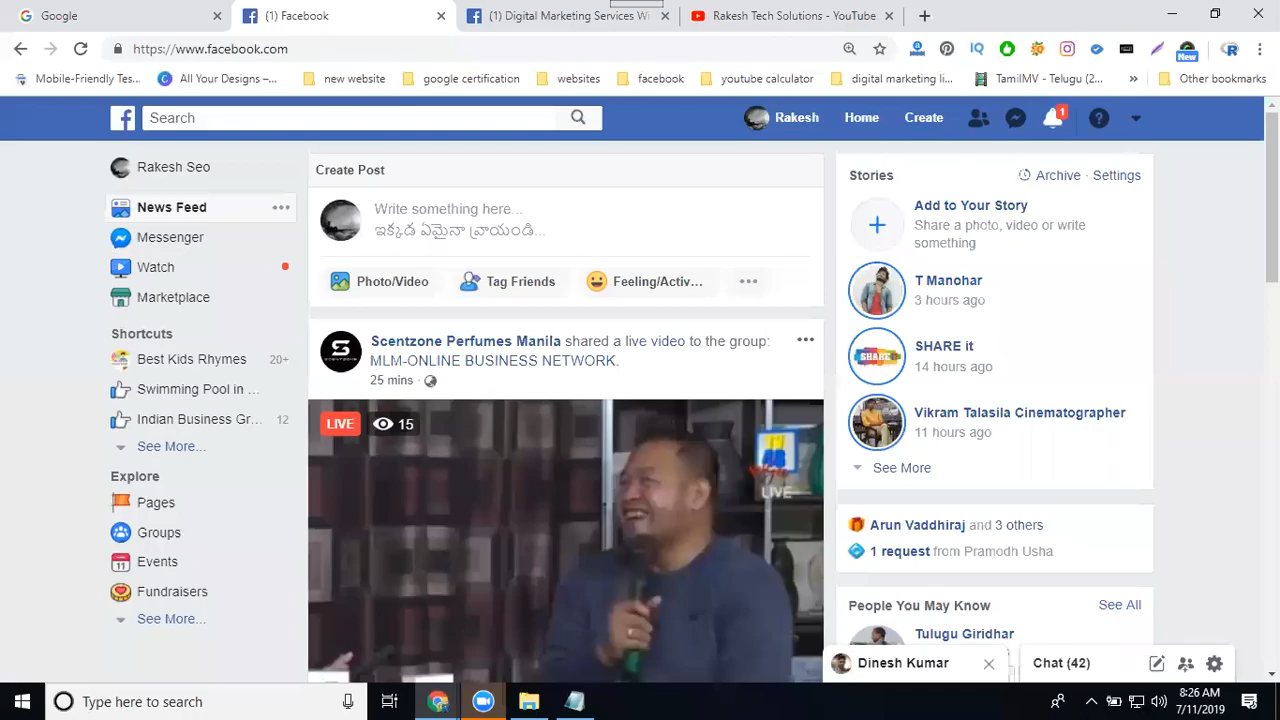 Google
(1) Facebook
(1) Digital Marketing Services Wi
Rakesh Tech Solutions - YouTube
https://www.facebook.com
New
Mobile-Friendly Tes...
All Your Designs –...
new website
google certification
websites
facebook
youtube calculator
digital marketing li...
TamilMV - Telugu (2...
Other bookmarks
Search
Rakesh
Home
Create
1
Rakesh Seo
News Feed
Messenger
Watch
Marketplace
Shortcuts
Best Kids Rhymes 20+
Swimming Pool in ...
Indian Business Gr... 12
See More...
Explore
Pages
Groups
Events
Fundraisers
See More...
Create Post
Write something here...
ఇక్కడ ఏమైనా వ్రాయండి...
Photo/Video
Tag Friends
Feeling/Activ...
Scentzone Perfumes Manila shared a live video to the group:
MLM-ONLINE BUSINESS NETWORK.
25 mins
LIVE 15
LIVE
Stories
Archive · Settings
Add to Your Story
Share a photo, video or write
something
T Manohar
3 hours ago
SHARE it
14 hours ago
SHARE
Vikram Talasila Cinematographer
11 hours ago
See More
Arun Vaddhiraj and 3 others
1 request from Pramodh Usha
People You May Know
See All
Tulugu Giridhar
Dinesh Kumar
Chat (42)
Type here to search
8:26 AM
7/11/2019